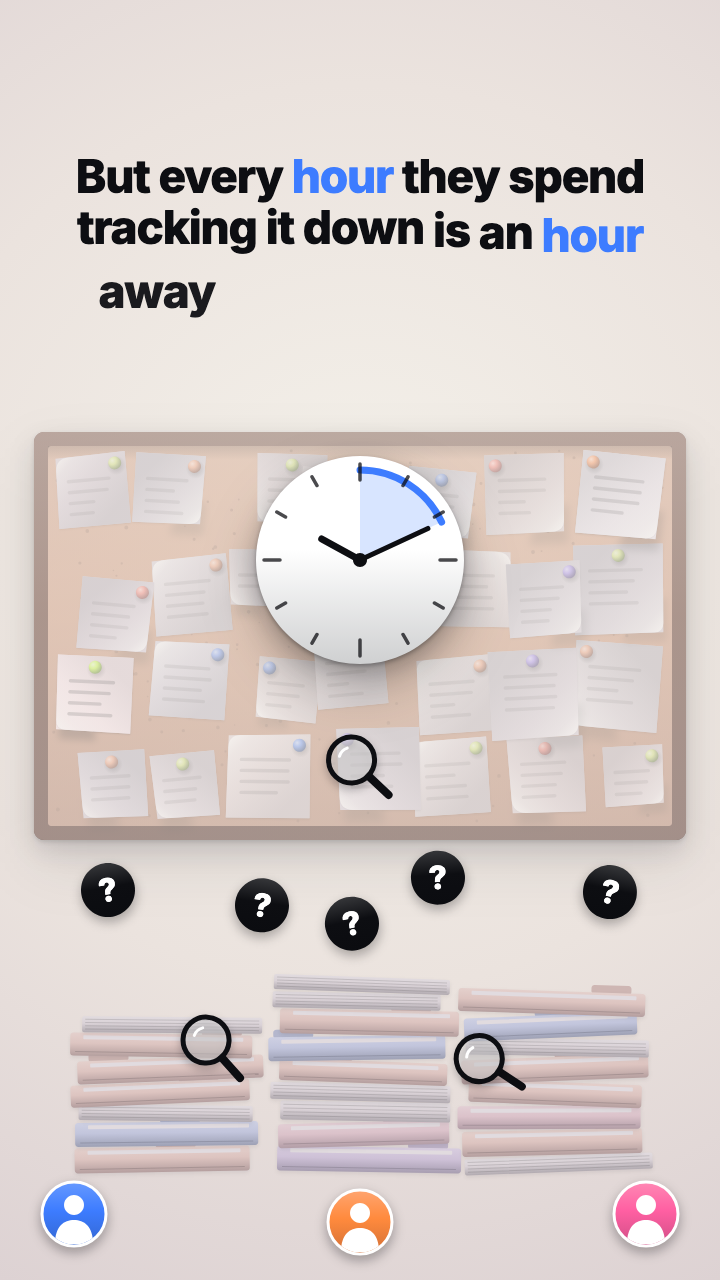 But every hour they spend
tracking it down is an hour
away
? ? ? ? ?